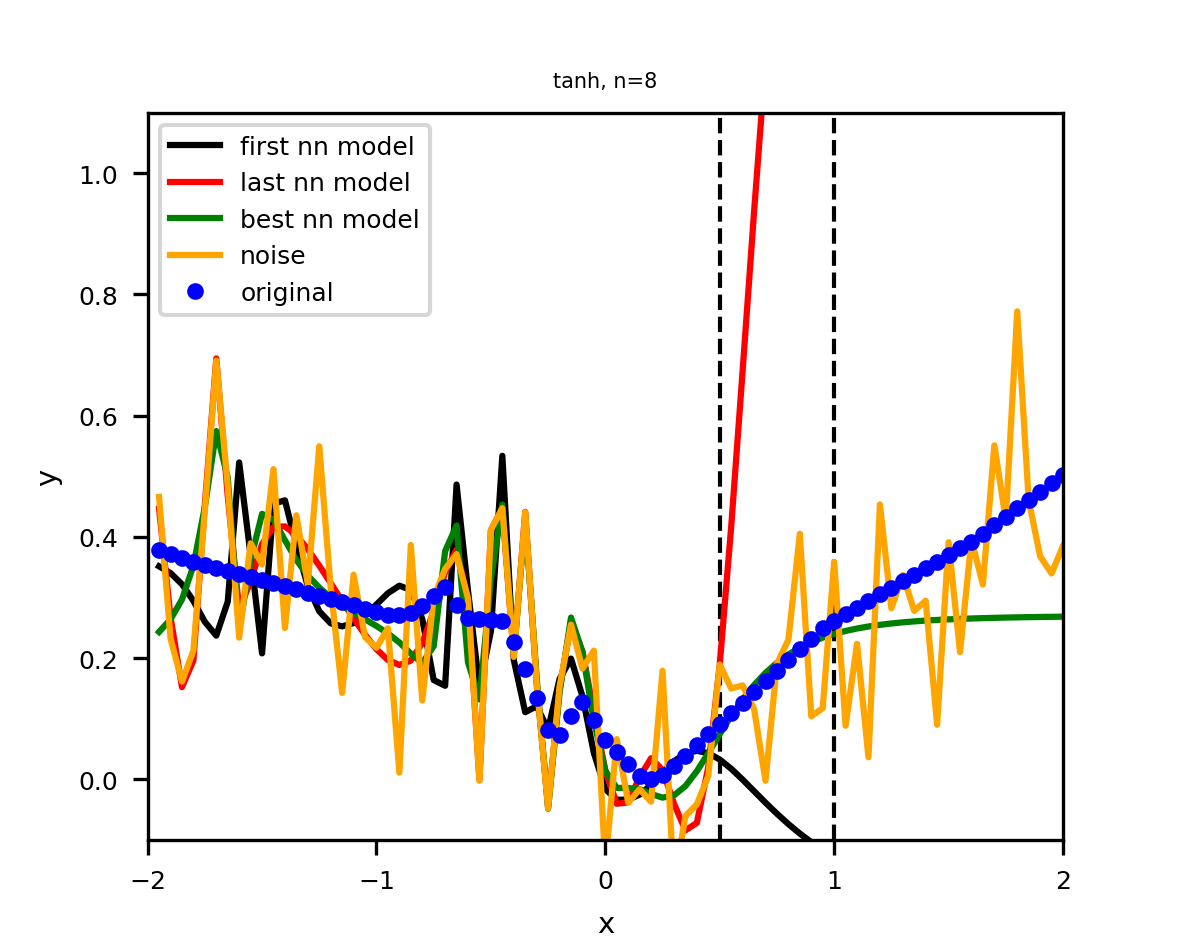 tanh, n=8
first nn model
last nn model
best nn model
noise
original
1.0
0.8
0.6
0.4
0.2
0.0
y
−2
−1
0
1
2
x